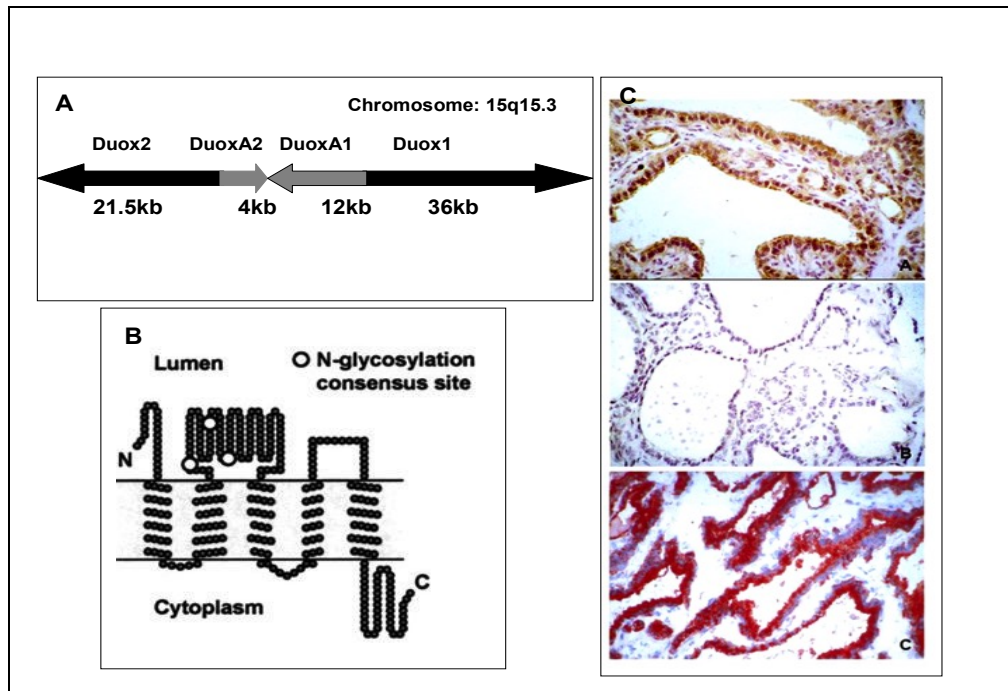 A
Chromosome: 15q15.3
Duox2 DuoxA2 DuoxA1 Duox1
21.5kb 4kb 12kb 36kb
B
Lumen
N-glycosylation
consensus site
N
C
Cytoplasm
C
A
B
C